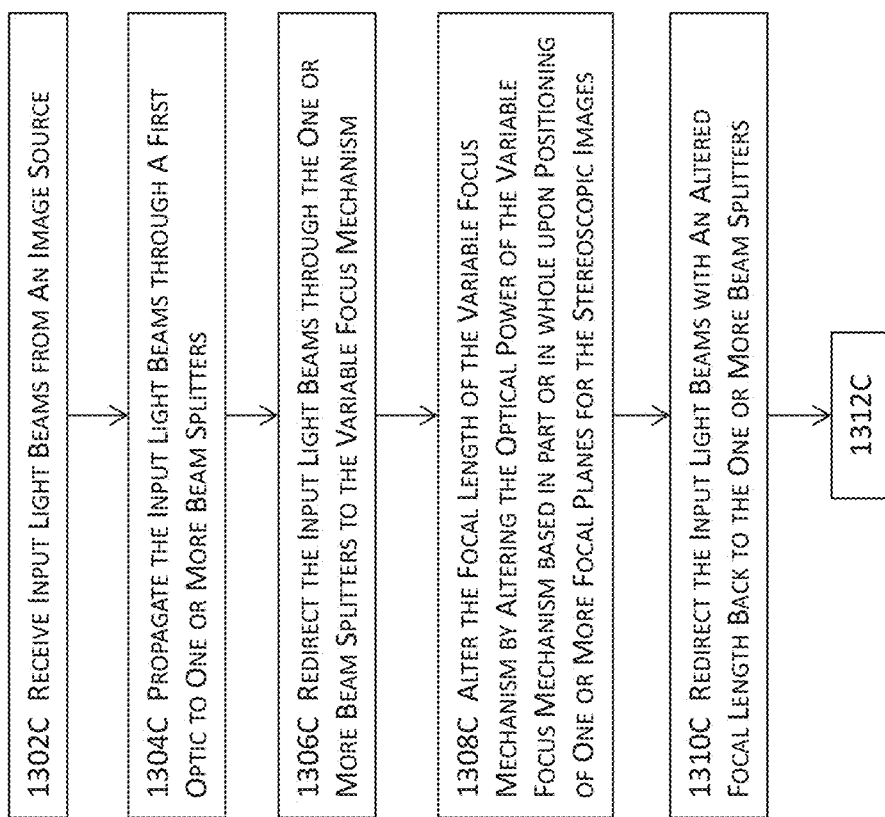 1302C RECEIVE INPUT LIGHT BEAMS FROM AN IMAGE SOURCE
1304C PROPAGATE THE INPUT LIGHT BEAMS THROUGH A FIRST
OPTIC TO ONE OR MORE BEAM SPLITTERS
1306C REDIRECT THE INPUT LIGHT BEAMS THROUGH THE ONE OR
MORE BEAM SPLITTERS TO THE VARIABLE FOCUS MECHANISM
1308C ALTER THE FOCAL LENGTH OF THE VARIABLE FOCUS
MECHANISM BY ALTERING THE OPTICAL POWER OF THE VARIABLE
FOCUS MECHANISM BASED IN PART OR IN WHOLE UPON POSITIONING
OF ONE OR MORE FOCAL PLANES FOR THE STEREOSCOPIC IMAGES
1310C REDIRECT THE INPUT LIGHT BEAMS WITH AN ALTERED
FOCAL LENGTH BACK TO THE ONE OR MORE BEAM SPLITTERS
1312C